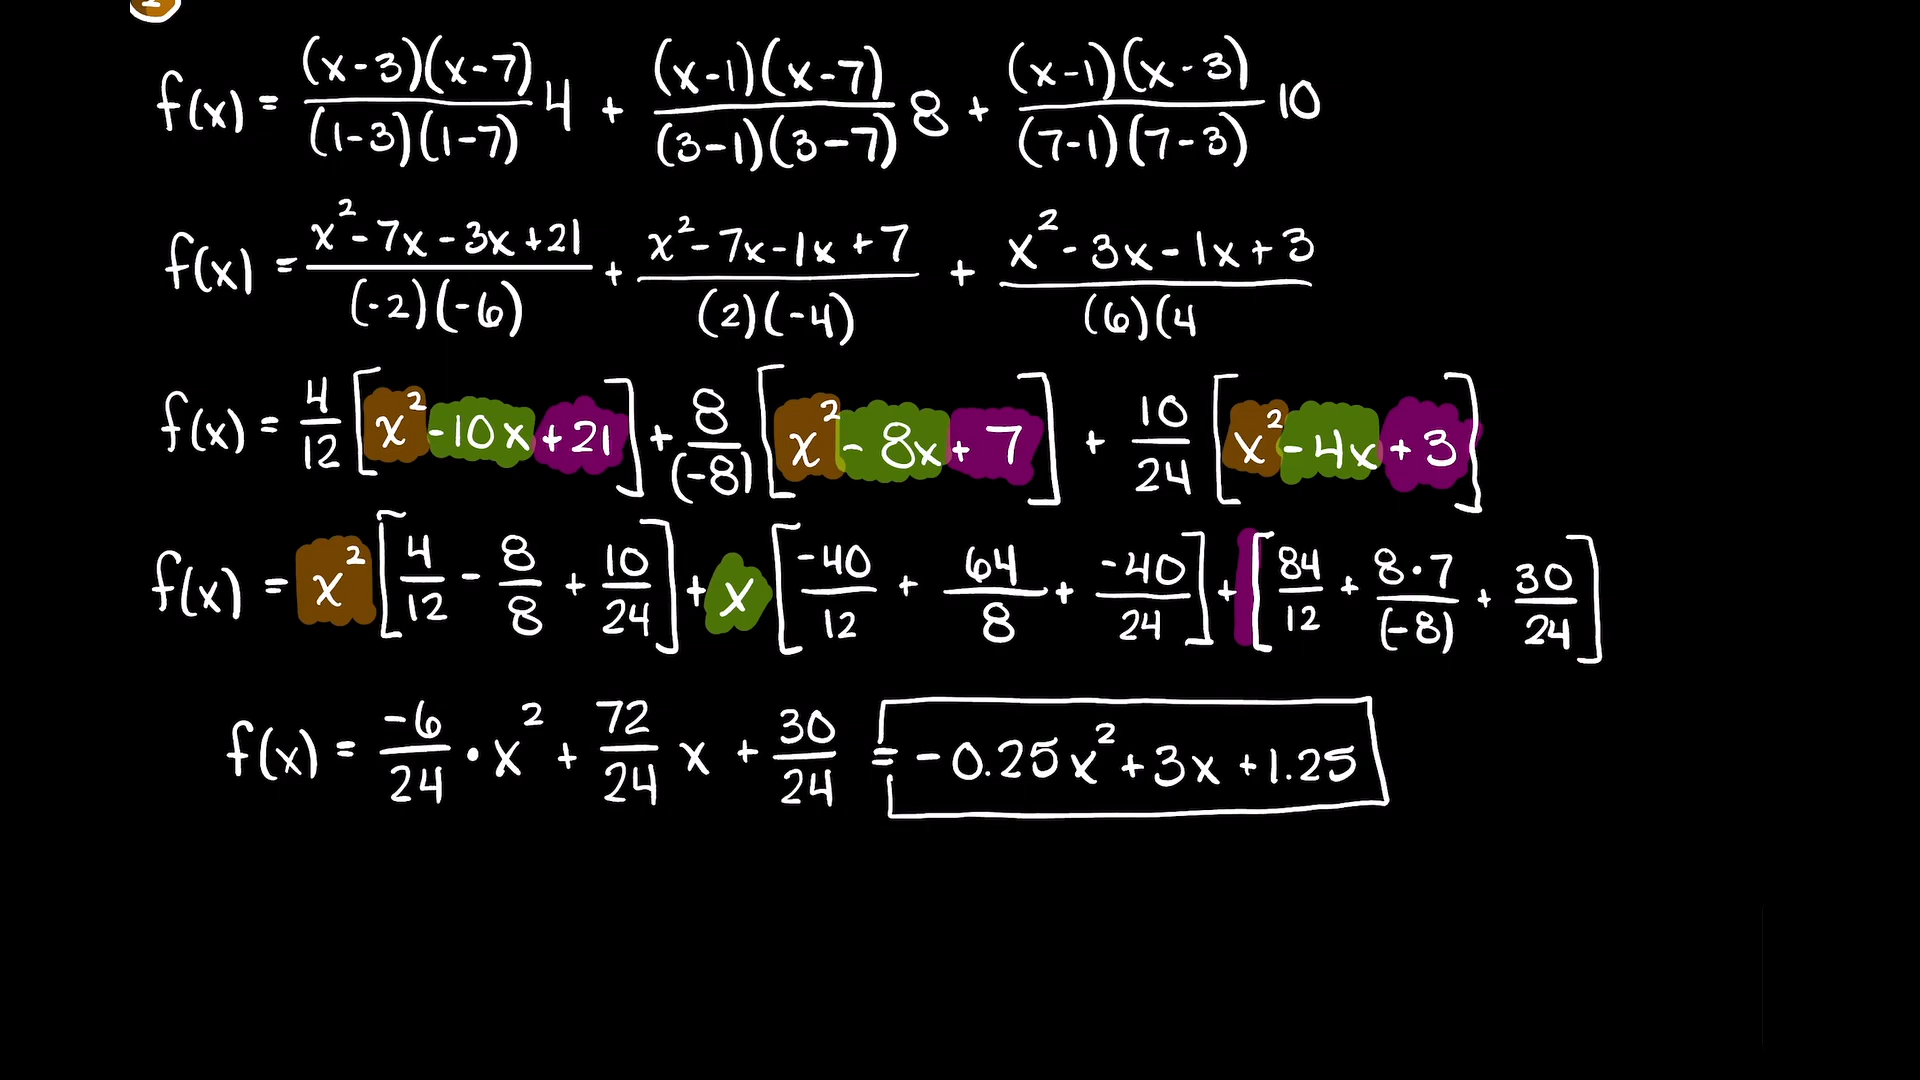 f(x) = (x-3)(x-7)/(1-3)(1-7) 4 + (x-1)(x-7)/(3-1)(3-7) 8 + (x-1)(x-3)/(7-1)(7-3) 10
f(x) = x²-7x-3x+21/(-2)(-6) + x²-7x-1x+7/(2)(-4) + x²-3x-1x+3/(6)(4
f(x) = 4/12 [x²-10x+21] + 8/(-8) [x²-8x+7] + 10/24 [x²-4x+3]
f(x) = x² [4/12 - 8/8 + 10/24] + x [-40/12 + 64/8 + -40/24] + [84/12 + 8·7/(-8) + 30/24]
f(x) = -6/24 · x² + 72/24 x + 30/24 = -0.25x²+3x+1.25